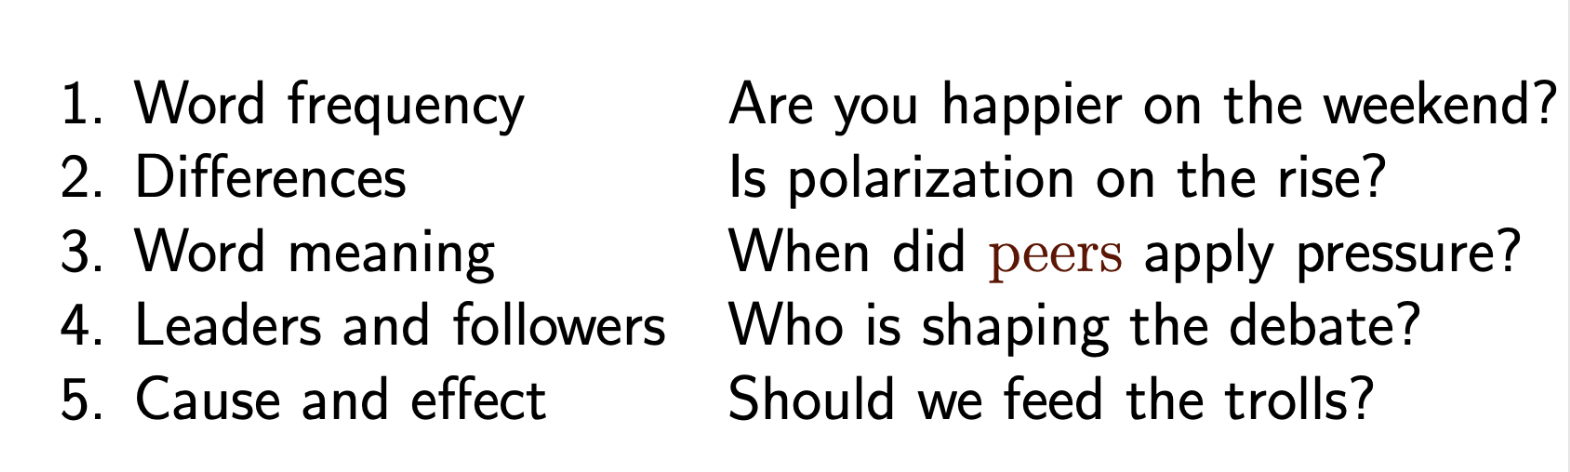 1. Word frequency Are you happier on the weekend?
2. Differences Is polarization on the rise?
3. Word meaning When did peers apply pressure?
4. Leaders and followers Who is shaping the debate?
5. Cause and effect Should we feed the trolls?